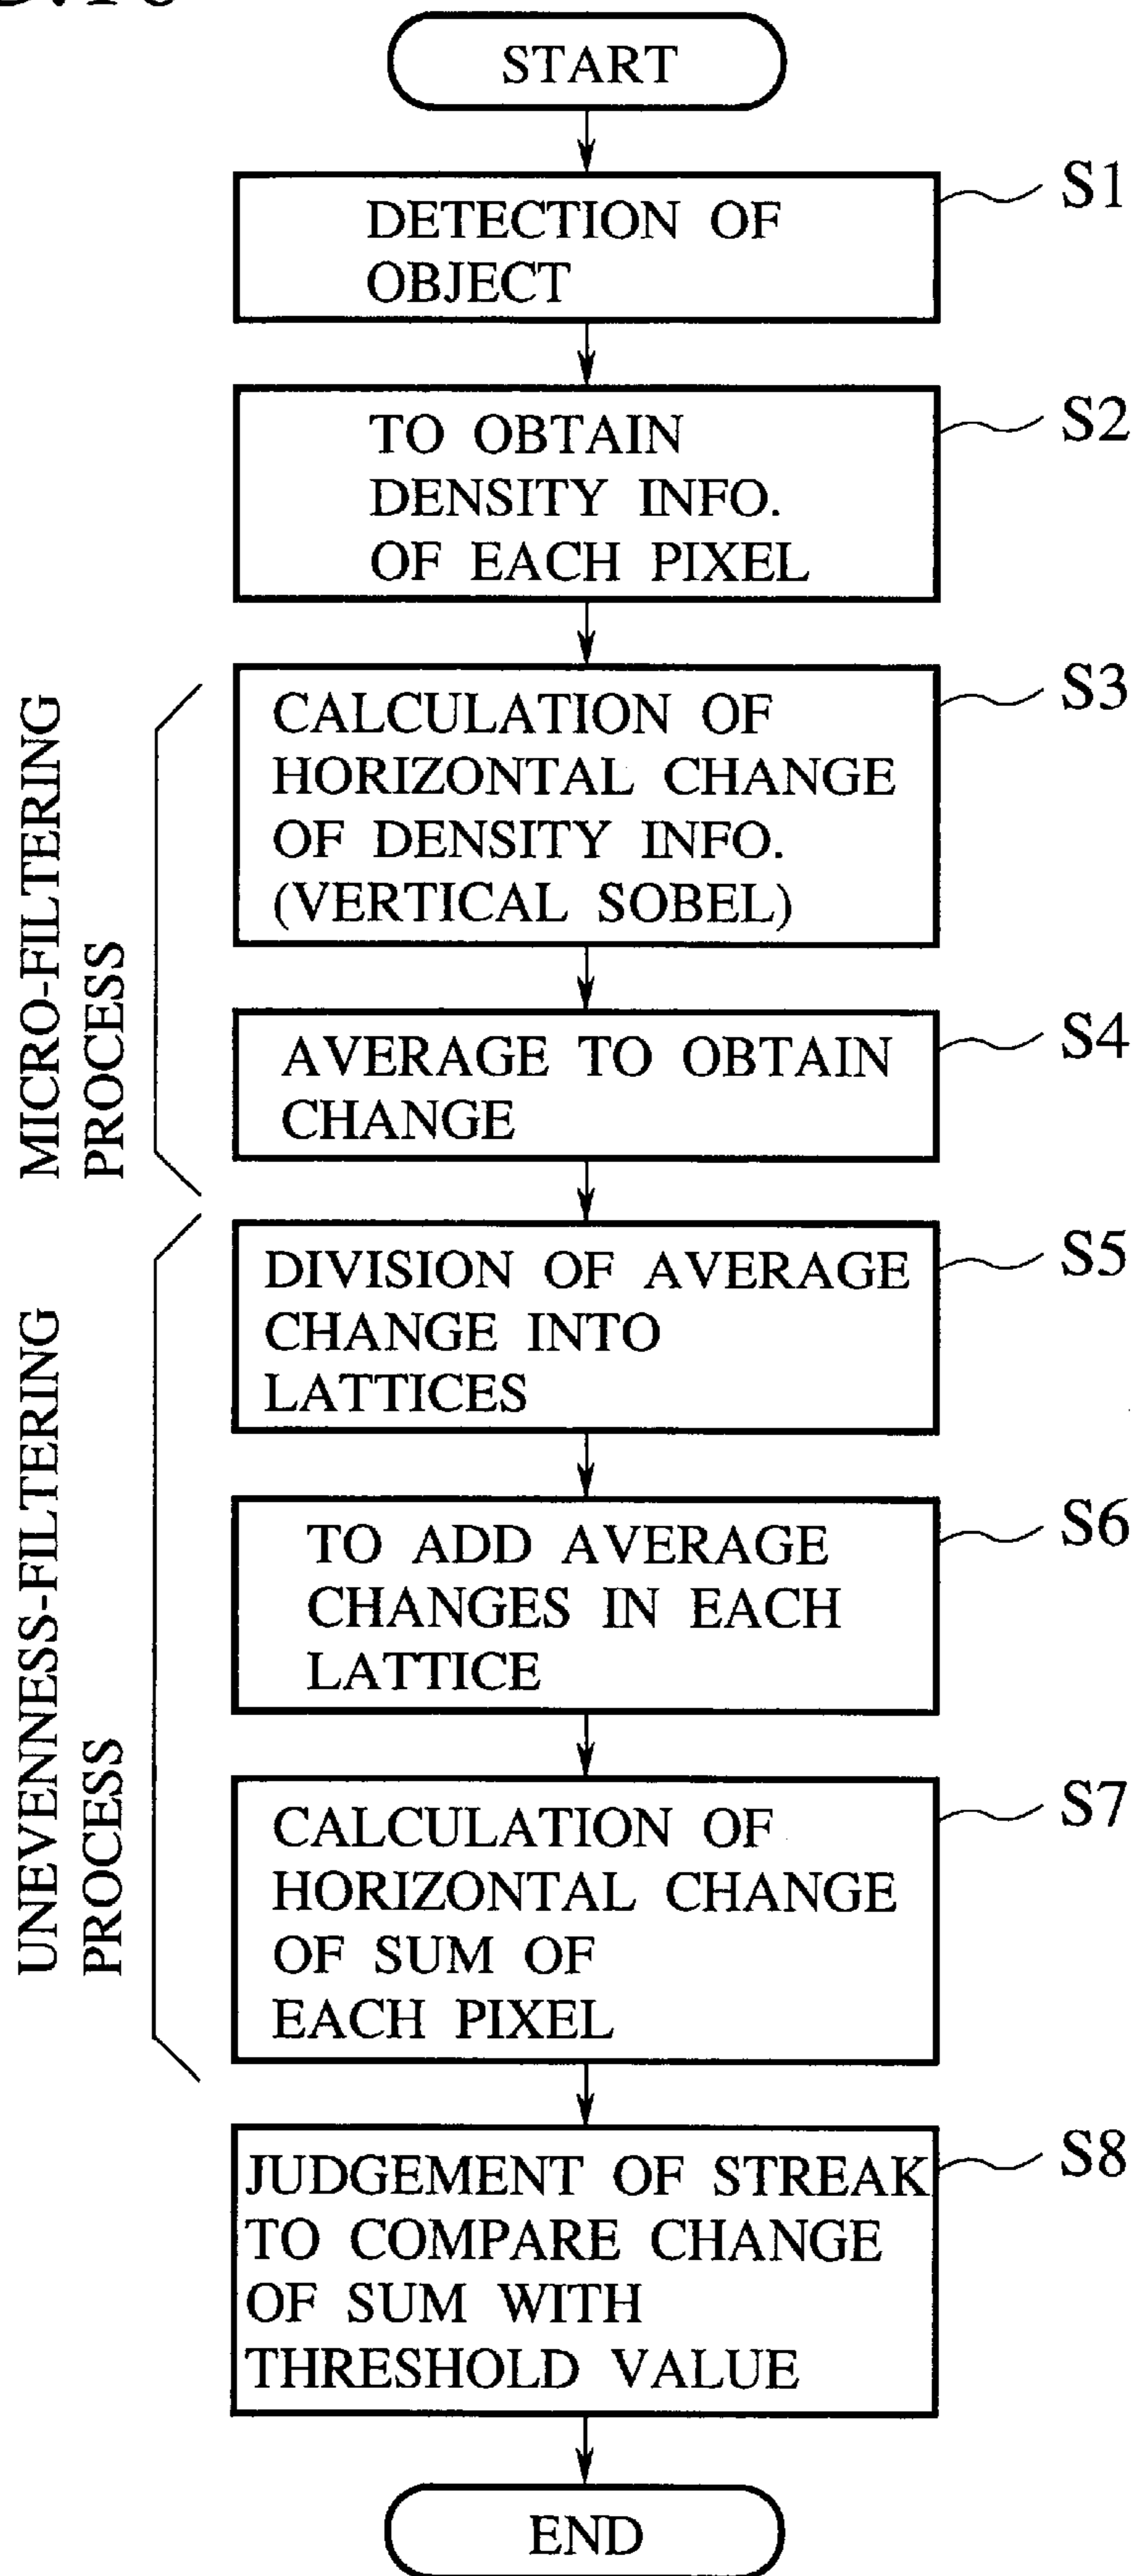 START
S1
DETECTION OF
OBJECT
S2
TO OBTAIN
DENSITY INFO.
OF EACH PIXEL
MICRO-FILTERING
PROCESS
S3
CALCULATION OF
HORIZONTAL CHANGE
OF DENSITY INFO.
(VERTICAL SOBEL)
S4
AVERAGE TO OBTAIN
CHANGE
UNEVENNESS-FILTERING
PROCESS
S5
DIVISION OF AVERAGE
CHANGE INTO
LATTICES
S6
TO ADD AVERAGE
CHANGES IN EACH
LATTICE
S7
CALCULATION OF
HORIZONTAL CHANGE
OF SUM OF
EACH PIXEL
S8
JUDGEMENT OF STREAK
TO COMPARE CHANGE
OF SUM WITH
THRESHOLD VALUE
END